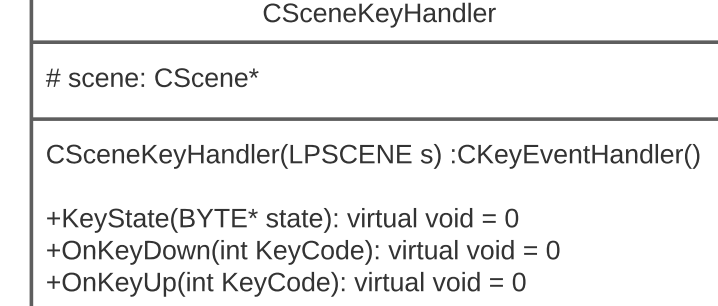 CSceneKeyHandler
# scene: CScene*
CSceneKeyHandler(LPSCENE s) :CKeyEventHandler()
+KeyState(BYTE* state): virtual void = 0
+OnKeyDown(int KeyCode): virtual void = 0
+OnKeyUp(int KeyCode): virtual void = 0